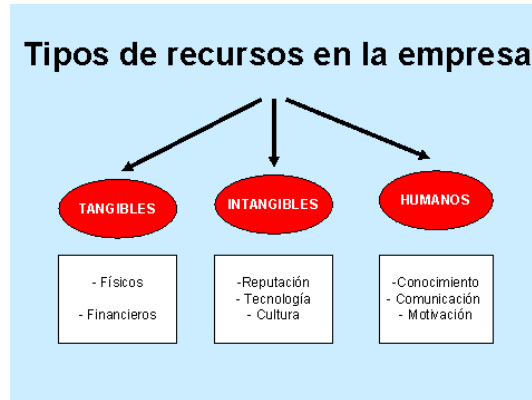 Tipos de recursos en la empresa
TANGIBLES
INTANGIBLES
HUMANOS
- Físicos
- Financieros
-Reputación
- Tecnología
- Cultura
-Conocimiento
- Comunicación
- Motivación